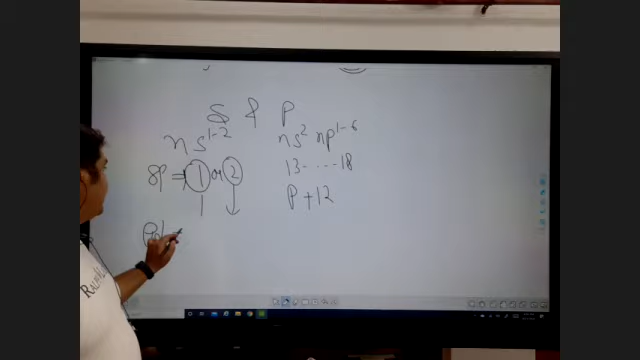 S & P
ns¹⁻² ns² np¹⁻⁶
gp = 1 or 2 13-...-18
P + 12